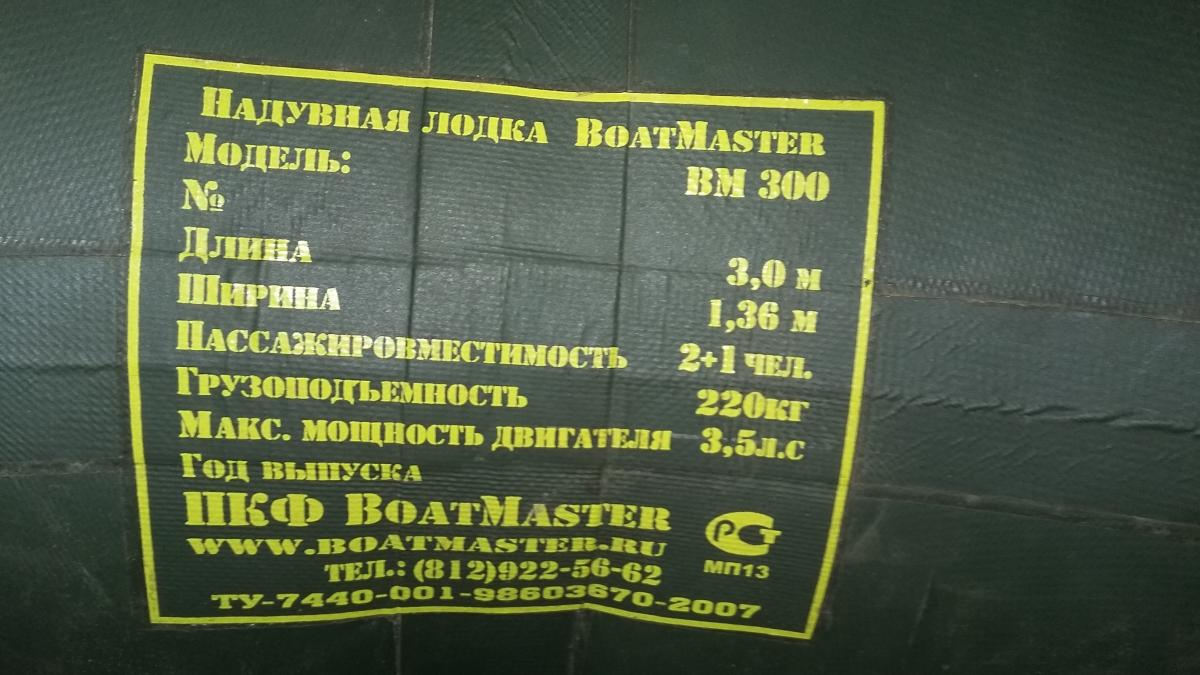 Надувная лодка BoatMaster
Модель: BM 300
№
Длина 3,0 м
Ширина 1,36 м
Пассажировместимость 2+1 чел.
Грузоподъемность 220кг
Макс. мощность двигателя 3,5л.с
Год выпуска
ПКФ BoatMaster
www.boatmaster.ru
РСТ
МП13
тел.: (812)922-56-62
ТУ-7440-001-98603670-2007